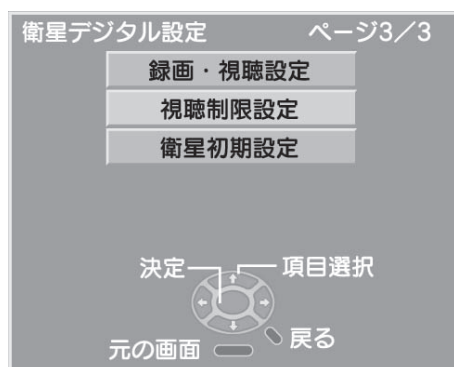 衛星デジタル設定 ページ3／3
録画・視聴設定
視聴制限設定
衛星初期設定
決定 項目選択
元の画面 戻る